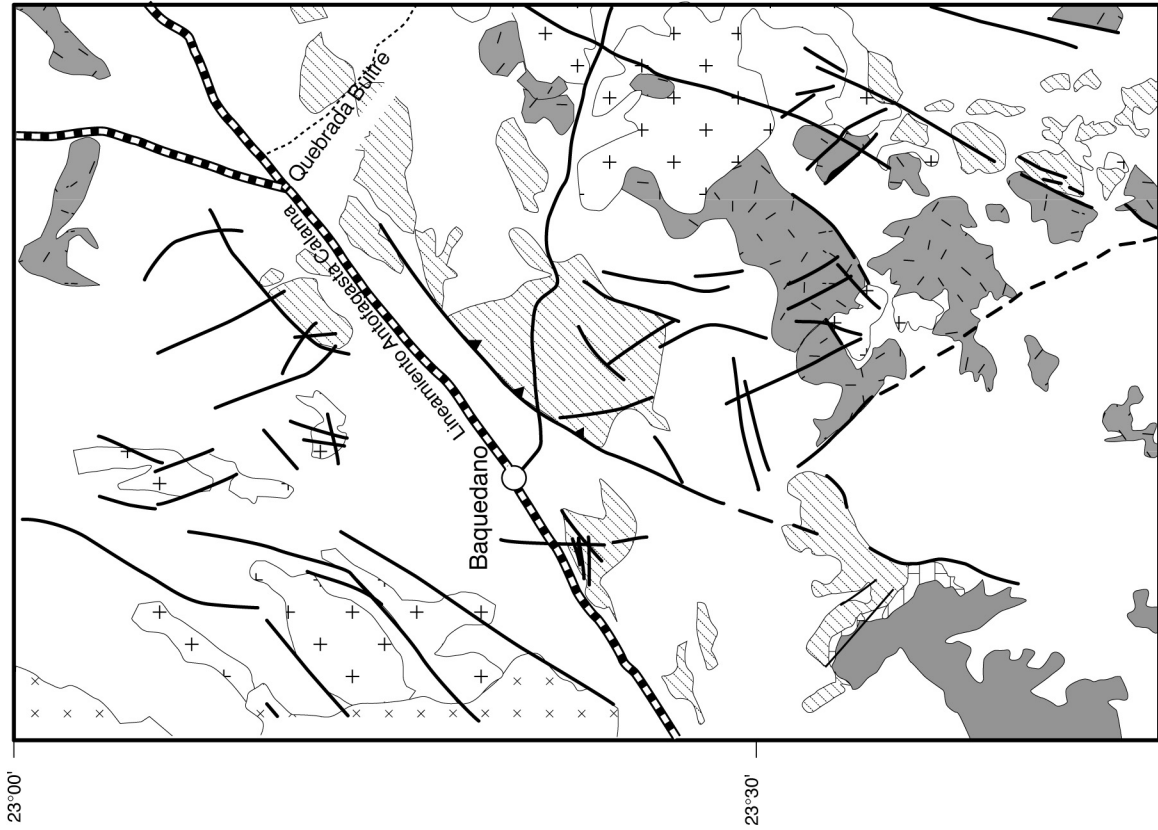 Quebrada Buitre
Lineamiento Antofagasta Calama
Baquedano
23°00'
23°30'